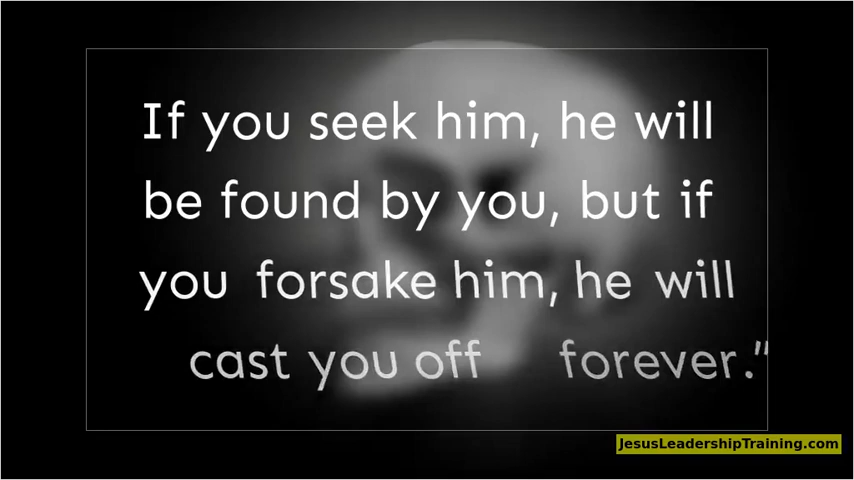 If you seek him, he will
be found by you, but if
you forsake him, he will
cast you off forever."
JesusLeadershipTraining.com